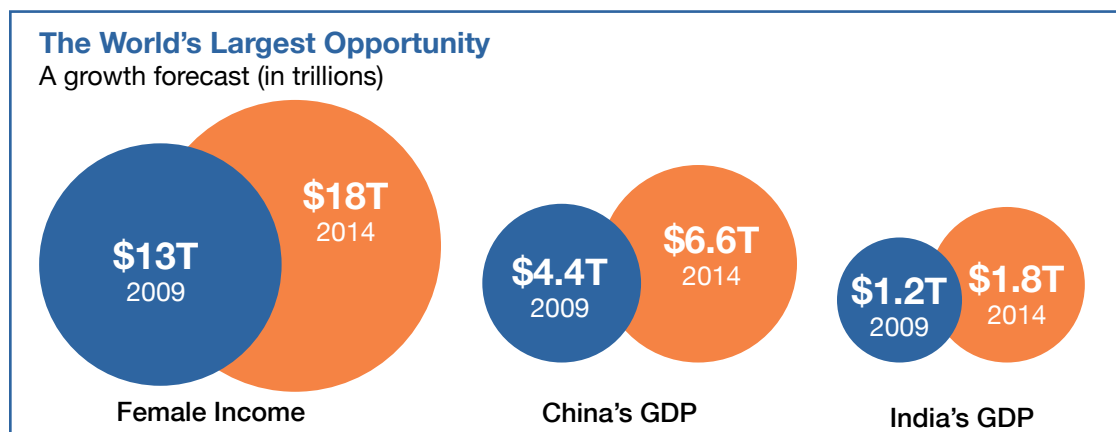 The World’s Largest Opportunity
A growth forecast (in trillions)
$13T
2009
$18T
2014
Female Income
$4.4T
2009
$6.6T
2014
China’s GDP
$1.2T
2009
$1.8T
2014
India’s GDP